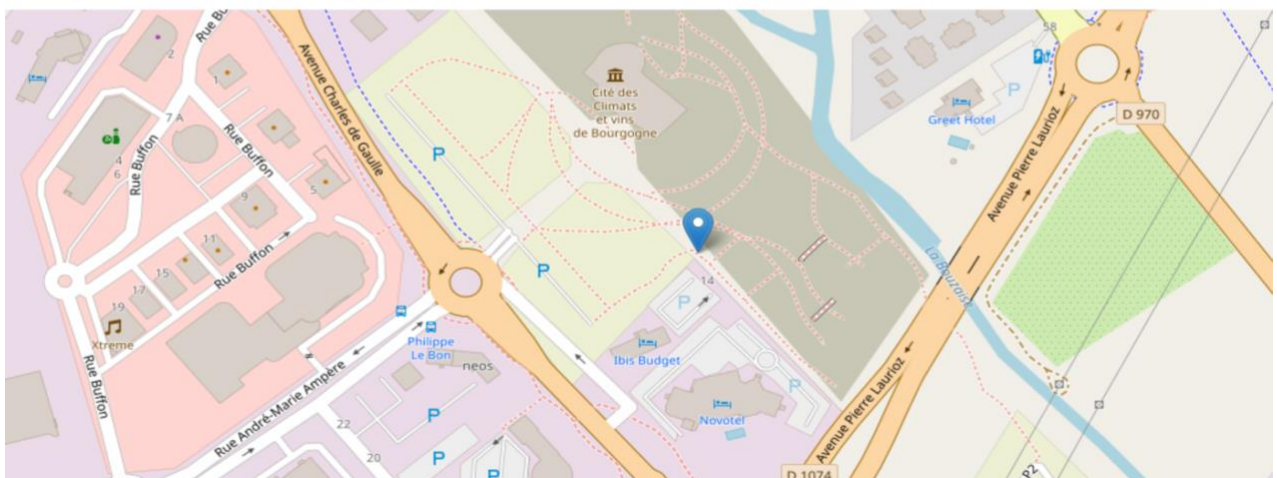 Rue Bu
2
1
7 A
4
6
Rue Buffon
Rue Buffon
5
9
11
15
17
19
Rue Buffon
Xtreme
Rue Buffon
Avenue Charles de Gaulle
P
P
Cité des
Climats
et vins
de Bourgogne
58
P
Greet Hotel
D 970
Avenue Pierre Laurioz
La Bouzaise
14
P
Ibis Budget
Philippe
Le Bon
neos
Novotel
P
Rue André-Marie Ampère
22
20
P
P
P
Avenue Pierre Laurioz
D 1074
P2